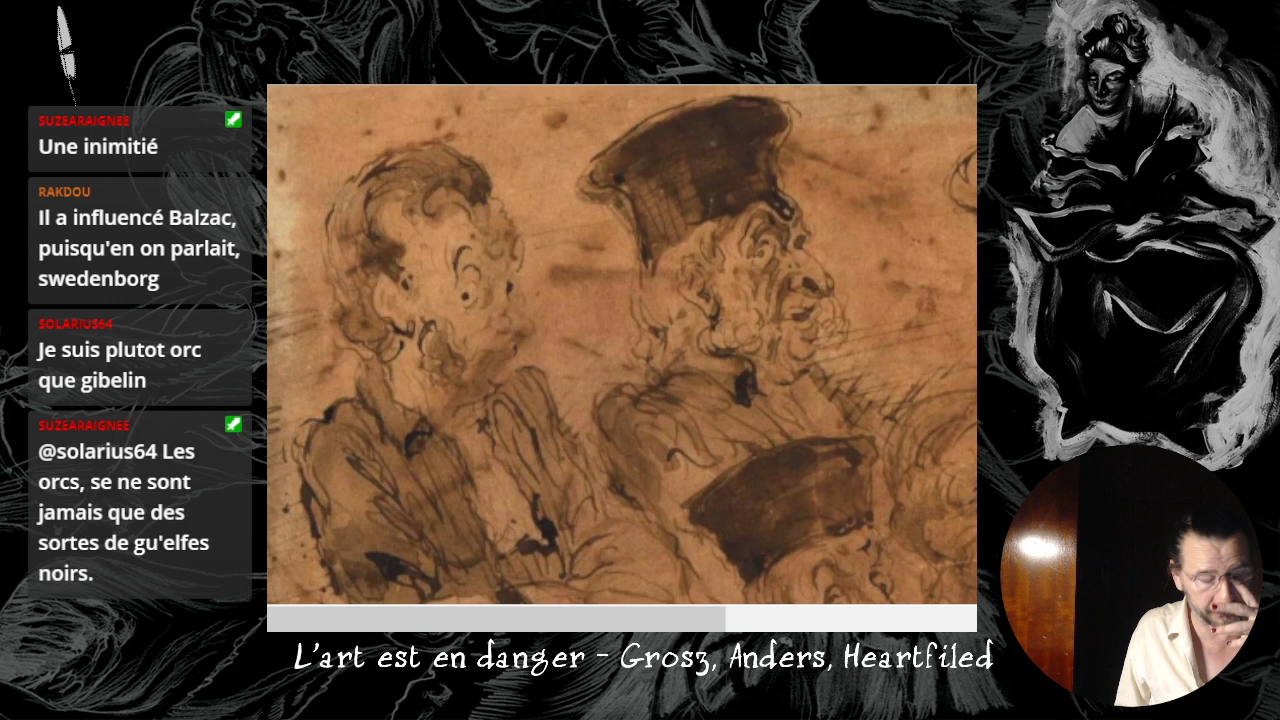 SUZEARAIGNEE
Une inimitié
RAKDOU
Il a influencé Balzac,
puisqu'en on parlait,
swedenborg
SOLARIUS64
Je suis plutot orc
que gibelin
SUZEARAIGNEE
@solarius64 Les
orcs, se ne sont
jamais que des
sortes de gu'elfes
noirs.
L'art est en danger - Grosz, Anders, Heartfiled